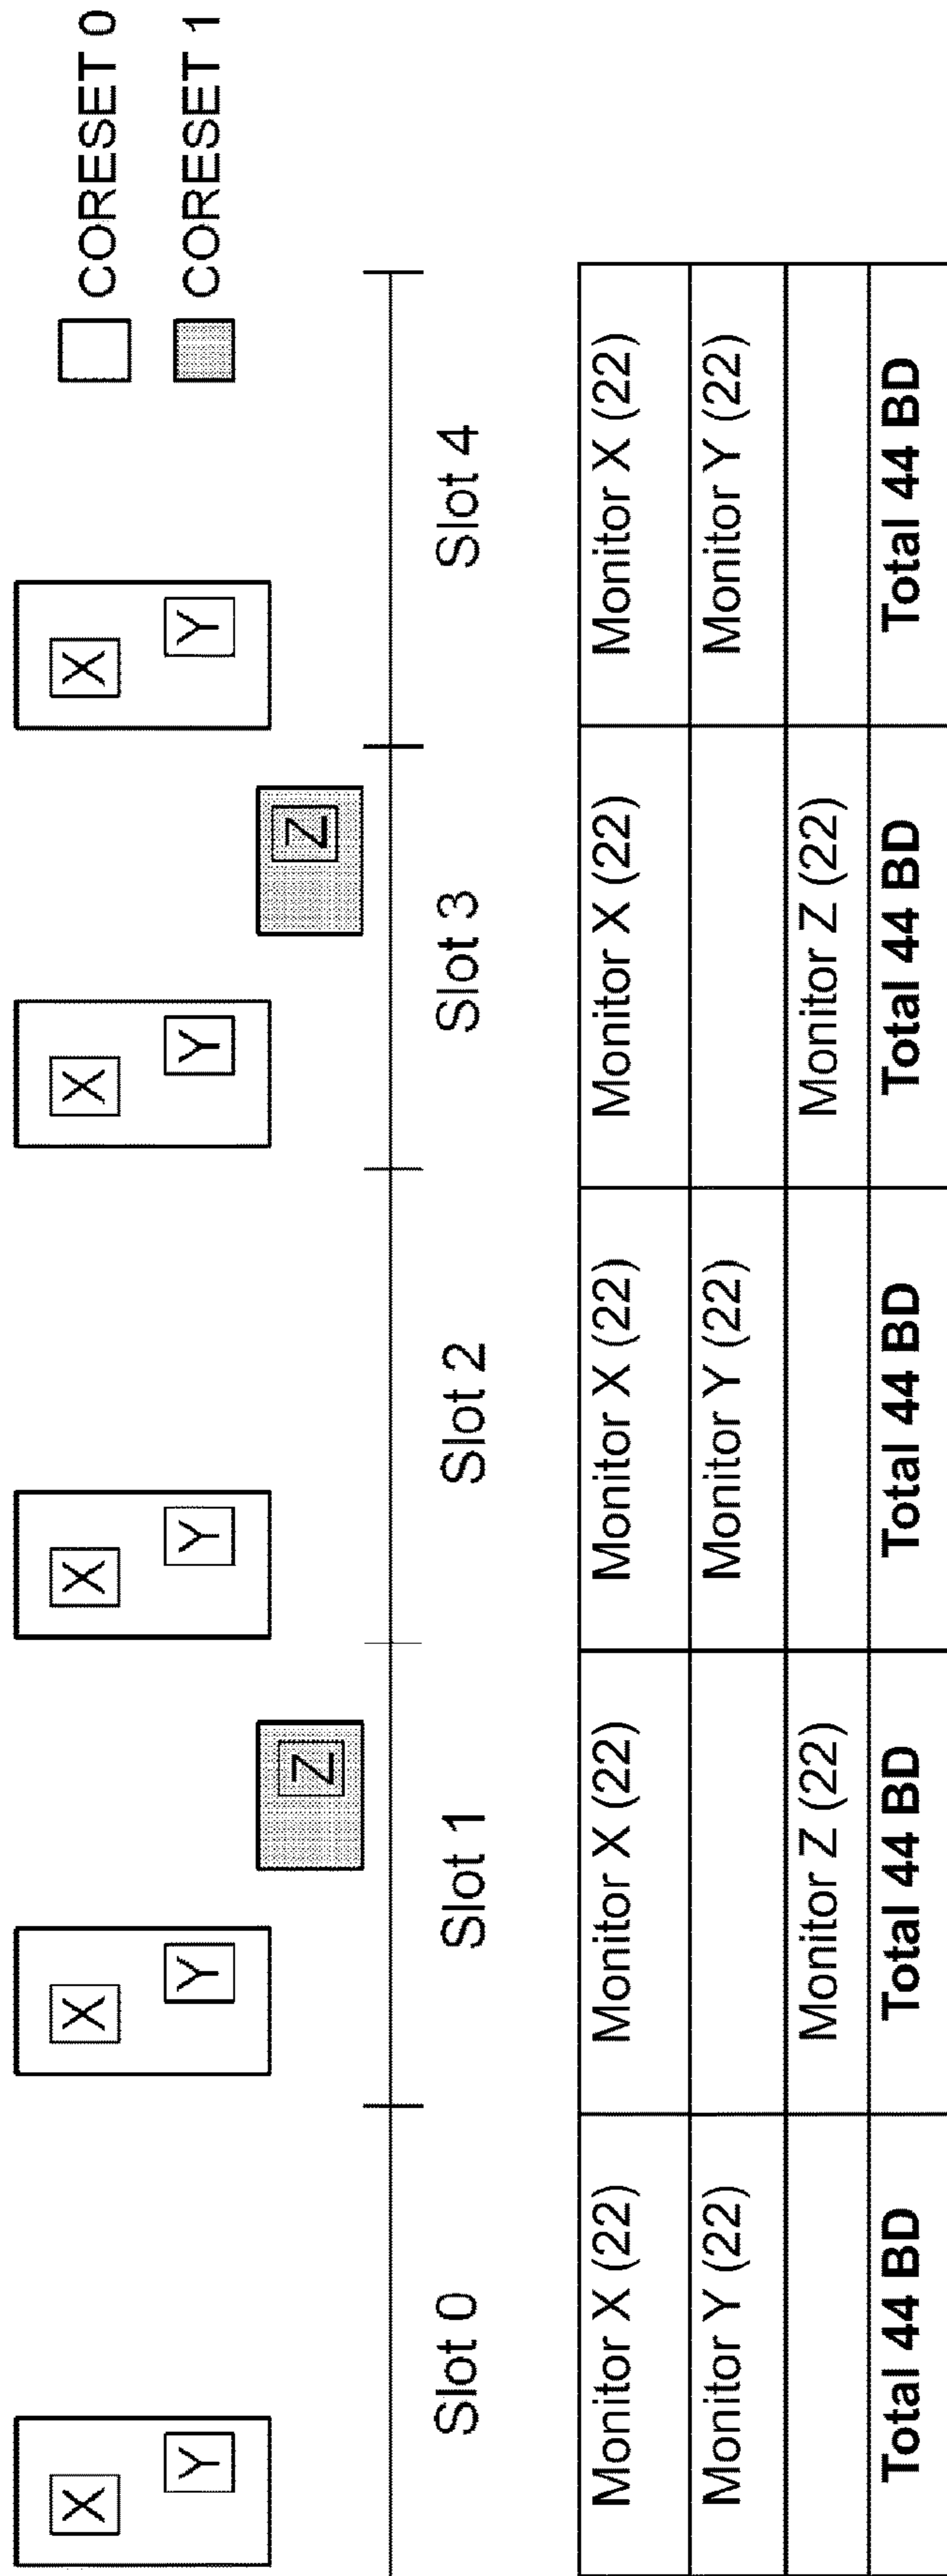 CORESET 0
CORESET 1
X X X X X
Y Y Y Y Y
Z Z
Slot 0 Slot 1 Slot 2 Slot 3 Slot 4
Monitor X (22) Monitor X (22) Monitor X (22) Monitor X (22) Monitor X (22)
Monitor Y (22) Monitor Y (22) Monitor Y (22)
Monitor Z (22) Monitor Z (22)
Total 44 BD Total 44 BD Total 44 BD Total 44 BD Total 44 BD